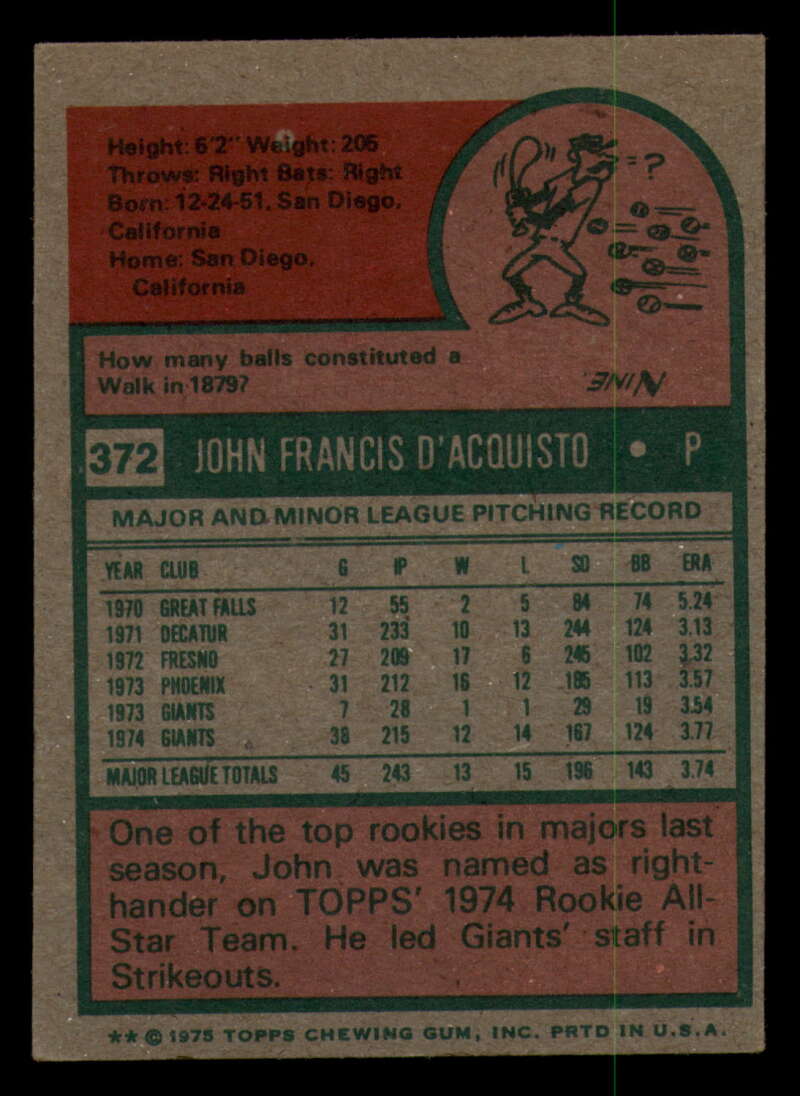 Height: 6'2" Weight: 205
Throws: Right Bats: Right
Born: 12-24-51, San Diego,
California
Home: San Diego,
California
= ?
How many balls constituted a
Walk in 1879?
NINE.
372 JOHN FRANCIS D'ACQUISTO • P
MAJOR AND MINOR LEAGUE PITCHING RECORD
YEAR CLUB G IP W L SO BB ERA
1970 GREAT FALLS 12 55 2 5 84 74 5.24
1971 DECATUR 31 233 10 13 244 124 3.13
1972 FRESNO 27 209 17 6 245 102 3.32
1973 PHOENIX 31 212 16 12 185 113 3.57
1973 GIANTS 7 28 1 1 29 19 3.54
1974 GIANTS 38 215 12 14 167 124 3.77
MAJOR LEAGUE TOTALS 45 243 13 15 196 143 3.74
One of the top rookies in majors last
season, John was named as right-
hander on TOPPS' 1974 Rookie All-
Star Team. He led Giants' staff in
Strikeouts.
** © 1975 TOPPS CHEWING GUM, INC. PRTD IN U.S.A.